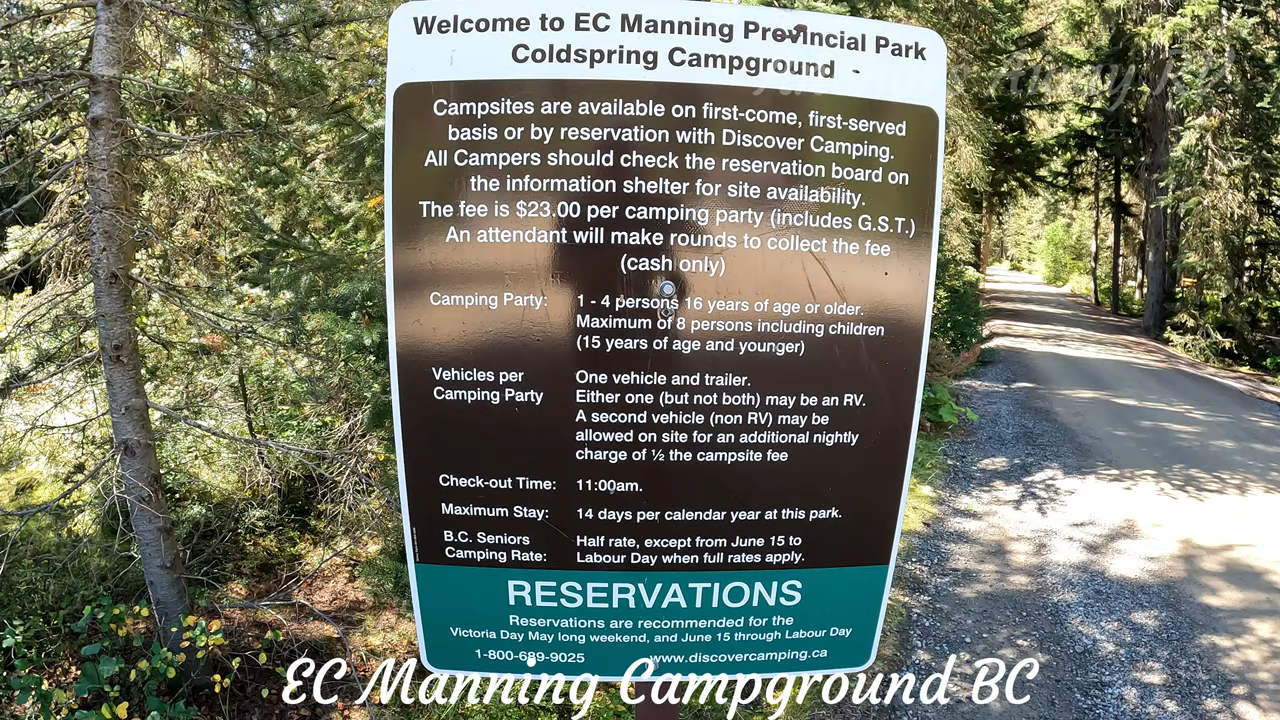 Welcome to EC Manning Provincial Park
Coldspring Campground
Campsites are available on first-come, first-served
basis or by reservation with Discover Camping.
All Campers should check the reservation board on
the information shelter for site availability.
The fee is $23.00 per camping party (includes G.S.T.)
An attendant will make rounds to collect the fee
(cash only)
Camping Party: 1 - 4 persons 16 years of age or older.
Maximum of 8 persons including children
(15 years of age and younger)
Vehicles per One vehicle and trailer.
Camping Party Either one (but not both) may be an RV.
A second vehicle (non RV) may be
allowed on site for an additional nightly
charge of ½ the campsite fee
Check-out Time: 11:00am.
Maximum Stay: 14 days per calendar year at this park.
B.C. Seniors Half rate, except from June 15 to
Camping Rate: Labour Day when full rates apply.
RESERVATIONS
Reservations are recommended for the
Victoria Day May long weekend, and June 15 through Labour Day
1-800-689-9025 www.discovercamping.ca
EC Manning Campground BC